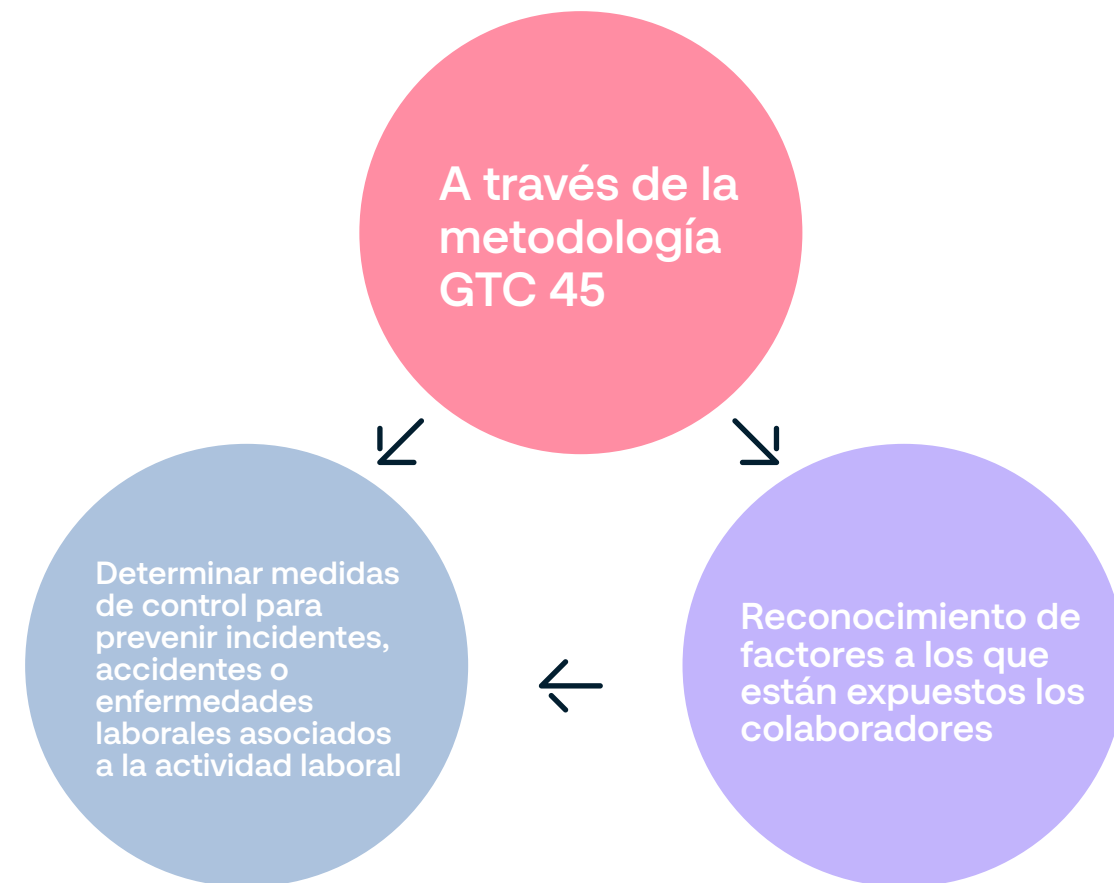 A través de la
metodología
GTC 45
Determinar medidas
de control para
prevenir incidentes,
accidentes o
enfermedades
laborales asociados
a la actividad laboral
Reconocimiento de
factores a los que
están expuestos los
colaboradores